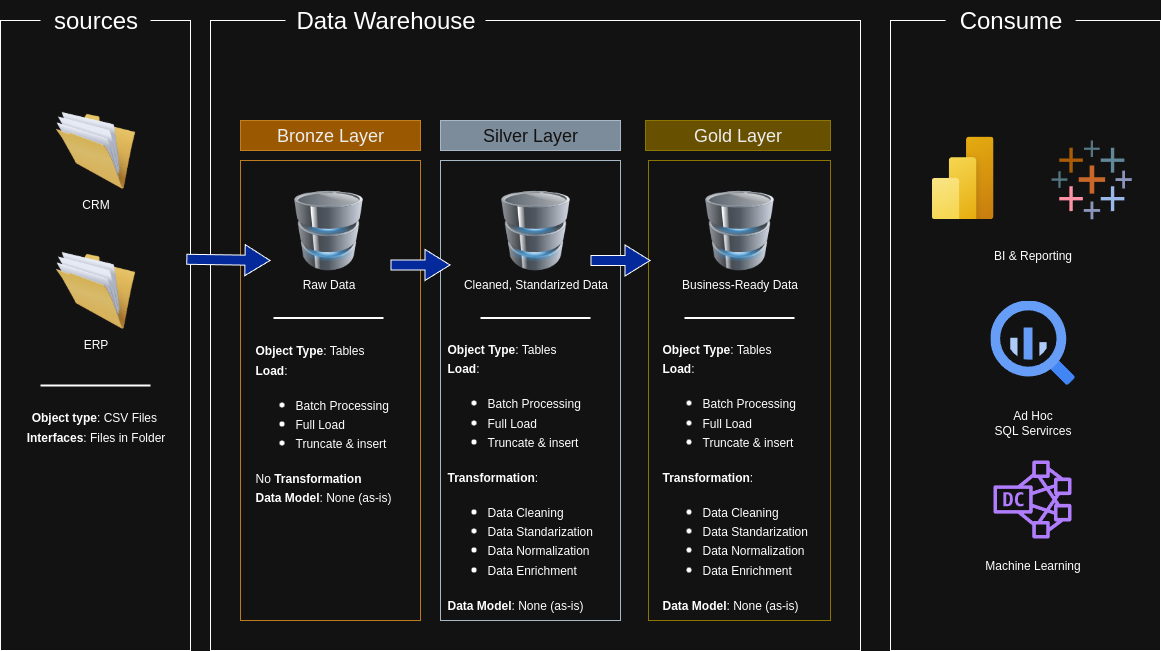 sources
Data Warehouse
Consume
CRM
ERP
Object type: CSV Files
Interfaces: Files in Folder
Bronze Layer
Raw Data
Object Type: Tables
Load:
Batch Processing
Full Load
Truncate & insert
No Transformation
Data Model: None (as-is)
Silver Layer
Cleaned, Standarized Data
Object Type: Tables
Load:
Batch Processing
Full Load
Truncate & insert
Transformation:
Data Cleaning
Data Standarization
Data Normalization
Data Enrichment
Data Model: None (as-is)
Gold Layer
Business-Ready Data
Object Type: Tables
Load:
Batch Processing
Full Load
Truncate & insert
Transformation:
Data Cleaning
Data Standarization
Data Normalization
Data Enrichment
Data Model: None (as-is)
BI & Reporting
Ad Hoc
SQL Servirces
DC
Machine Learning